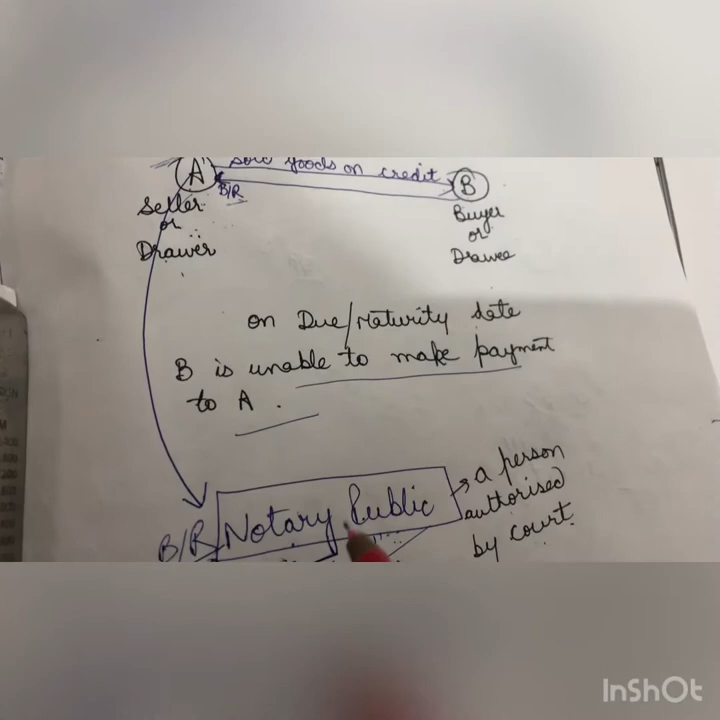 A sold goods on credit B
B/R
Seller
or
Drawer
Buyer
or
Drawee
on Due/Maturity date
B is unable to make payment
to A.
B/R Notary Public
a person
authorised
by court.
InShOt